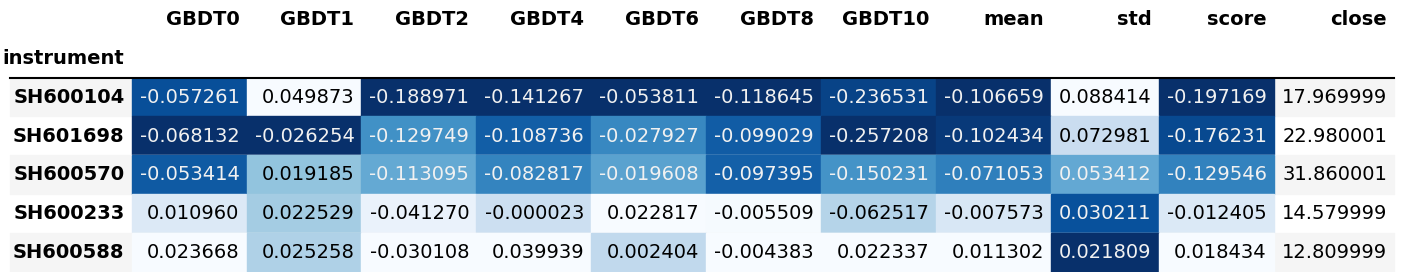 GBDT0 GBDT1 GBDT2 GBDT4 GBDT6 GBDT8 GBDT10 mean std score close
instrument
SH600104 -0.057261 0.049873 -0.188971 -0.141267 -0.053811 -0.118645 -0.236531 -0.106659 0.088414 -0.197169 17.969999
SH601698 -0.068132 -0.026254 -0.129749 -0.108736 -0.027927 -0.099029 -0.257208 -0.102434 0.072981 -0.176231 22.980001
SH600570 -0.053414 0.019185 -0.113095 -0.082817 -0.019608 -0.097395 -0.150231 -0.071053 0.053412 -0.129546 31.860001
SH600233 0.010960 0.022529 -0.041270 -0.000023 0.022817 -0.005509 -0.062517 -0.007573 0.030211 -0.012405 14.579999
SH600588 0.023668 0.025258 -0.030108 0.039939 0.002404 -0.004383 0.022337 0.011302 0.021809 0.018434 12.809999